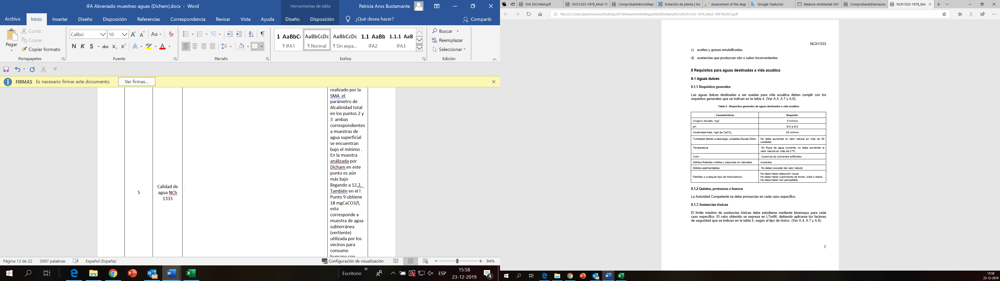 IFA Abreviado muestreo aguas (Dicham).docx - Word
Herramientas de tabla
Patricia Aros Bustamante
Archivo Inicio Insertar Diseño Disposición Referencias Correspondencia Revisar Vista Ayuda Diseño Disposición ¿Qué desea hacer? Compartir
Pegar
Cortar
Copiar
Copiar formato
Portapapeles
Calibri 10
N K S abc x₂ x²
Fuente
Párrafo
1 AaBbCc AaBbCcDc AaBbCcDc 1.1 AaBb 1.1.1 AaB
¶ IFA1 ¶ Normal ¶ Sin espa... IFA2 IFA3
Estilos
Buscar
Reemplazar
Seleccionar
Edición
FIRMAS Es necesario firmar este documento. Ver firmas...
5
Calidad de
agua NCh
1333
realizado por la
SMA el
parámetro de
Alcalinidad total
en los puntos 2 y
3 ambas
correspondientes
a muestras de
agua superficial
se encuentran
bajo el mínimo .
En la muestra
análizada por
Dicham en este
punto es aún
más bajo
llegando a 12,2,
También en el l
Punto 9 obtiene
18 mgCaCO3/l,
esta
corresponde a
muestra de agua
subterránea
(vertiente)
utilizada por los
vecinos para
consumo
humano con
Página 12 de 22 3097 palabras Español (España) Configuración de visualización 94%
Escritorio ESP 15:58
23-12-2019
4
DIA DICHAM.pdf NCh1333-1978_Mod-19 ComprobanteEnvioRepo Dotación de planta | Ins Assessment of the degr Google Traductor Balance-Ambiental-201 ComprobanteDerivacion NCh1333-1978_Mo
file:///C:/Users/patricia.aros/Desktop/2019/Muestreo%20Aguas%20Dicham/NCH/NCh1333-1978_Mod-1987%20(1).pdf
NCh1333
c) aceites y grasas emulsificadas;
d) sustancias que produzcan olor o sabor inconvenientes.
8 Requisitos para aguas destinadas a vida acuática
8.1 Aguas dulces
8.1.1 Requisitos generales
Las aguas dulces destinadas a ser usadas para vida acuática deben cumplir con los
requisitos generales que se indican en la tabla 4. (Ver A.4, A.7 y A.8).
Tabla 4 - Requisitos generales de aguas destinadas a vida acuática
Características Requisito
Oxígeno disuelto, mg/l 5 mínimo
pH 6,0 a 9,0
Alcalinidad total, mg/l de CaCO₃ 20 mínimo
Turbiedad debido a descarga, unidades Escala Sílice No debe aumentar el valor natural en más de 30
unidades.
Temperatura En flujos de agua corriente, no debe aumentar el
valor natural en más de 3 ºC.
Color Ausencia de colorantes artificiales
Sólidos flotantes visibles y espumas no naturales Ausentes
Sólidos sedimentables No deben exceder del valor natural
Petróleo o cualquier tipo de hidrocarburo No debe haber detección visual.
No debe haber cubrimiento de fondo, orilla o ribera.
No debe haber olor perceptible.
8.1.2 Quistes, protozoos o huevos
La Autoridad Competente se debe pronunciar en cada caso específico.
8.1.3 Sustancias tóxicas
El límite máximo de sustancias tóxicas debe estudiarse mediante bioensayo para cada
caso específico. El valor obtenido se expresa en LTm96, debiendo aplicarse los factores
de seguridad que se indican en la tabla 5, según el tipo de tóxico. (Ver A.4, A.7 y A.8).
7
15:58
23-12-2019